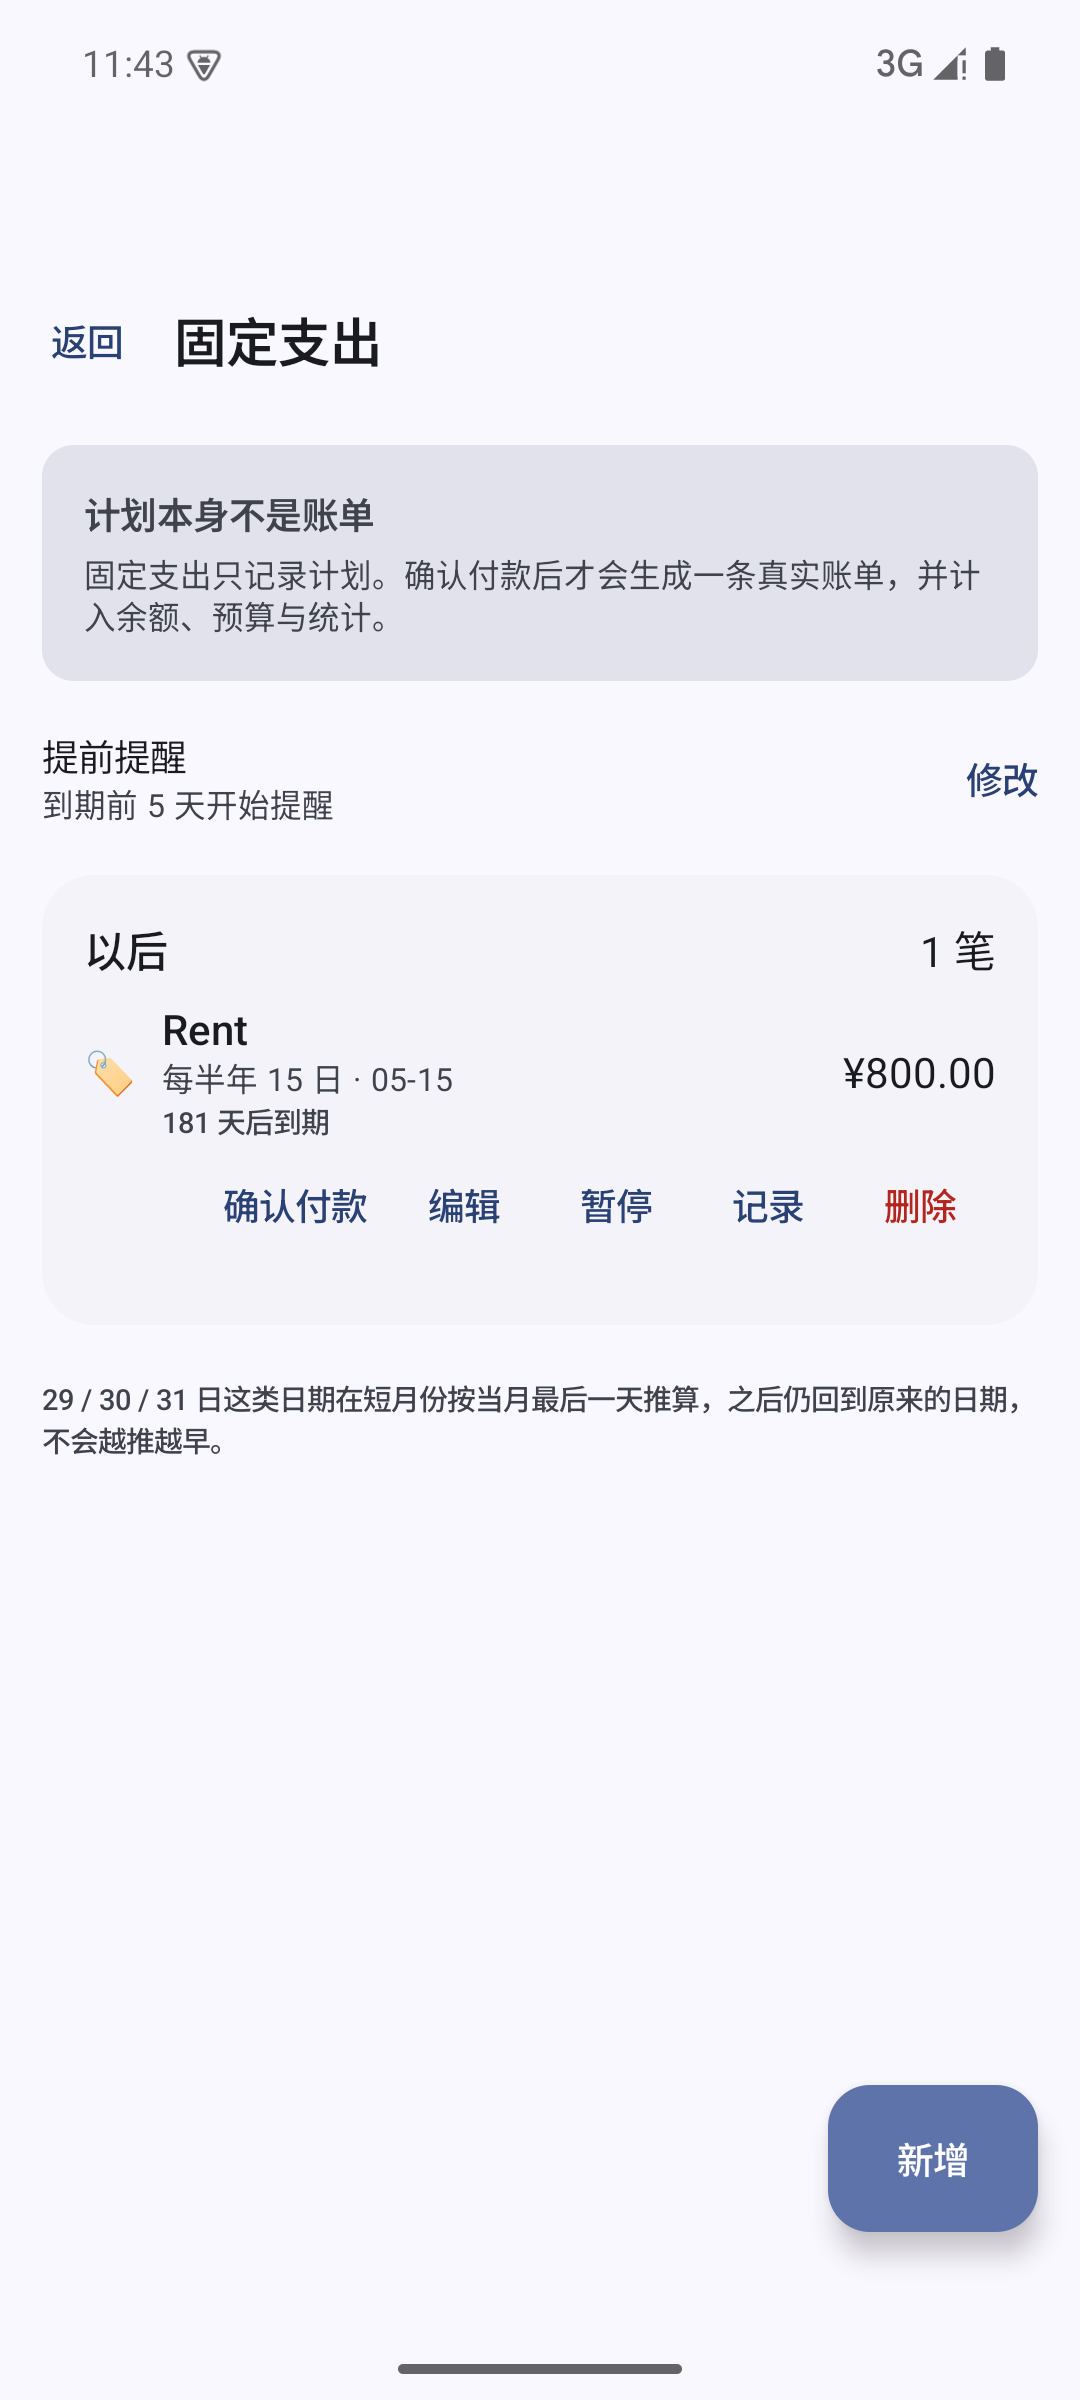 11:43
3G
返回
固定支出
计划本身不是账单
固定支出只记录计划。确认付款后才会生成一条真实账单，并计
入余额、预算与统计。
提前提醒
到期前 5 天开始提醒
修改
以后
1 笔
Rent
每半年 15 日 · 05-15
181 天后到期
¥800.00
确认付款
编辑
暂停
记录
删除
29 / 30 / 31 日这类日期在短月份按当月最后一天推算，之后仍回到原来的日期，
不会越推越早。
新增